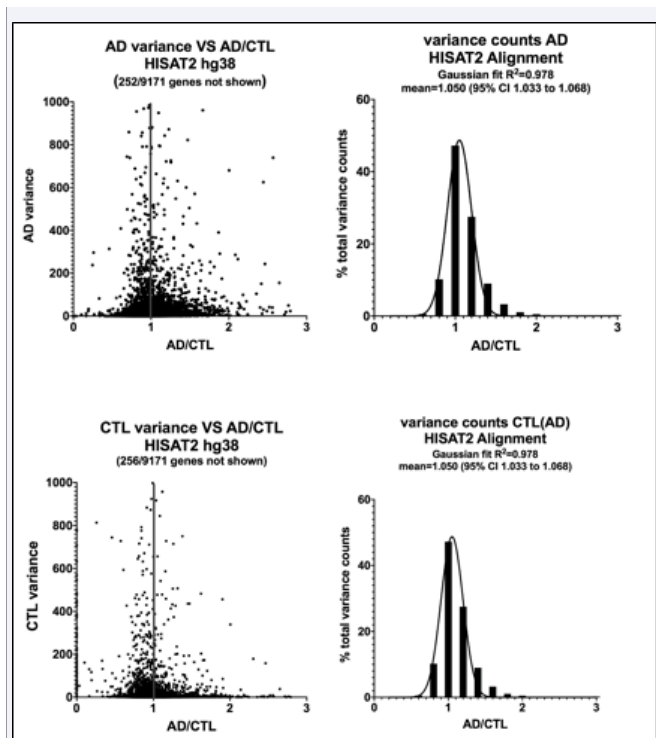 AD variance VS AD/CTL
HISAT2 hg38
(252/9171 genes not shown)
1000
800
600
400
200
0
AD variance
0
1
2
3
AD/CTL
variance counts AD
HISAT2 Alignment
Gaussian fit R²=0.978
mean=1.050 (95% CI 1.033 to 1.068)
60
40
20
0
% total variance counts
0
1
2
3
AD/CTL
CTL variance VS AD/CTL
HISAT2 hg38
(256/9171 genes not shown)
1000
800
600
400
200
0
CTL variance
0
1
2
3
AD/CTL
variance counts CTL(AD)
HISAT2 Alignment
Gaussian fit R²=0.978
mean=1.050 (95% CI 1.033 to 1.068)
60
40
20
0
% total variance counts
0
1
2
3
AD/CTL